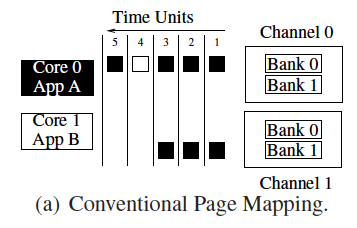 Time Units
5 4 3 2 1
Channel 0
Core 0
App A
Bank 0
Bank 1
Core 1
App B
Bank 0
Bank 1
Channel 1
(a) Conventional Page Mapping.